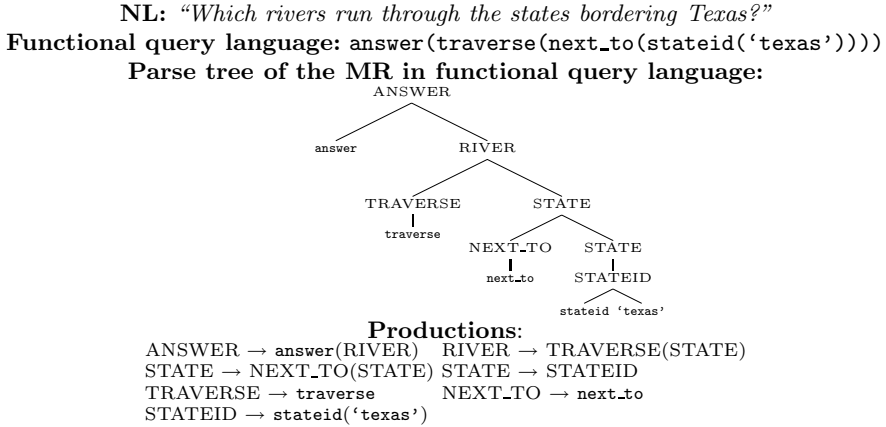 NL: “Which rivers run through the states bordering Texas?”
Functional query language: answer(traverse(next_to(stateid(‘texas’))))
Parse tree of the MR in functional query language:
ANSWER
answer RIVER
TRAVERSE STATE
traverse
NEXT_TO STATE
next_to STATEID
stateid ‘texas’
Productions:
ANSWER → answer(RIVER) RIVER → TRAVERSE(STATE)
STATE → NEXT_TO(STATE) STATE → STATEID
TRAVERSE → traverse NEXT_TO → next_to
STATEID → stateid(‘texas’)